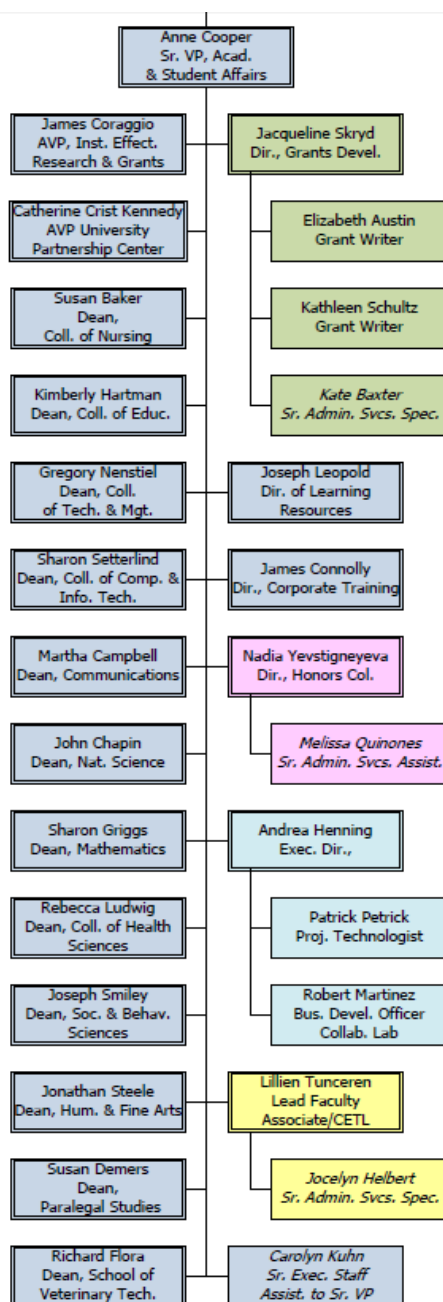 Anne Cooper
Sr. VP, Acad.
& Student Affairs
James Coraggio
AVP, Inst. Effect.
Research & Grants
Jacqueline Skryd
Dir., Grants Devel.
Catherine Crist Kennedy
AVP University
Partnership Center
Elizabeth Austin
Grant Writer
Susan Baker
Dean,
Coll. of Nursing
Kathleen Schultz
Grant Writer
Kimberly Hartman
Dean, Coll. of Educ.
Kate Baxter
Sr. Admin. Svcs. Spec.
Gregory Nenstiel
Dean, Coll.
of Tech. & Mgt.
Joseph Leopold
Dir. of Learning
Resources
Sharon Setterlind
Dean, Coll. of Comp. &
Info. Tech.
James Connolly
Dir., Corporate Training
Martha Campbell
Dean, Communications
Nadia Yevstigneyeva
Dir., Honors Col.
John Chapin
Dean, Nat. Science
Melissa Quinones
Sr. Admin. Svcs. Assist.
Sharon Griggs
Dean, Mathematics
Andrea Henning
Exec. Dir.,
Rebecca Ludwig
Dean, Coll. of Health
Sciences
Patrick Petrick
Proj. Technologist
Joseph Smiley
Dean, Soc. & Behav.
Sciences
Robert Martinez
Bus. Devel. Officer
Collab. Lab
Jonathan Steele
Dean, Hum. & Fine Arts
Lillien Tunceren
Lead Faculty
Associate/CETL
Susan Demers
Dean,
Paralegal Studies
Jocelyn Helbert
Sr. Admin. Svcs. Spec.
Richard Flora
Dean, School of
Veterinary Tech.
Carolyn Kuhn
Sr. Exec. Staff
Assist. to Sr. VP